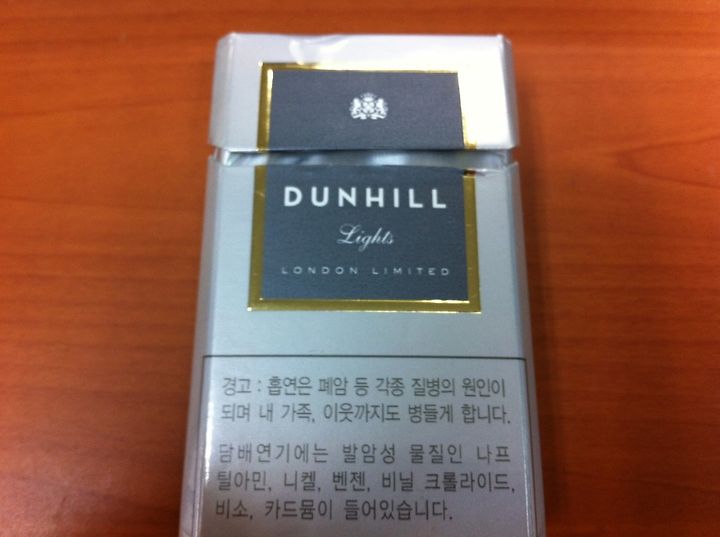 DUNHILL
Lights
LONDON LIMITED
경고 : 흡연은 폐암 등 각종 질병의 원인이
되며 내 가족, 이웃까지도 병들게 합니다.
담배연기에는 발암성 물질인 나프
틸아민, 니켈, 벤젠, 비닐 크롤라이드,
비소, 카드뮴이 들어있습니다.